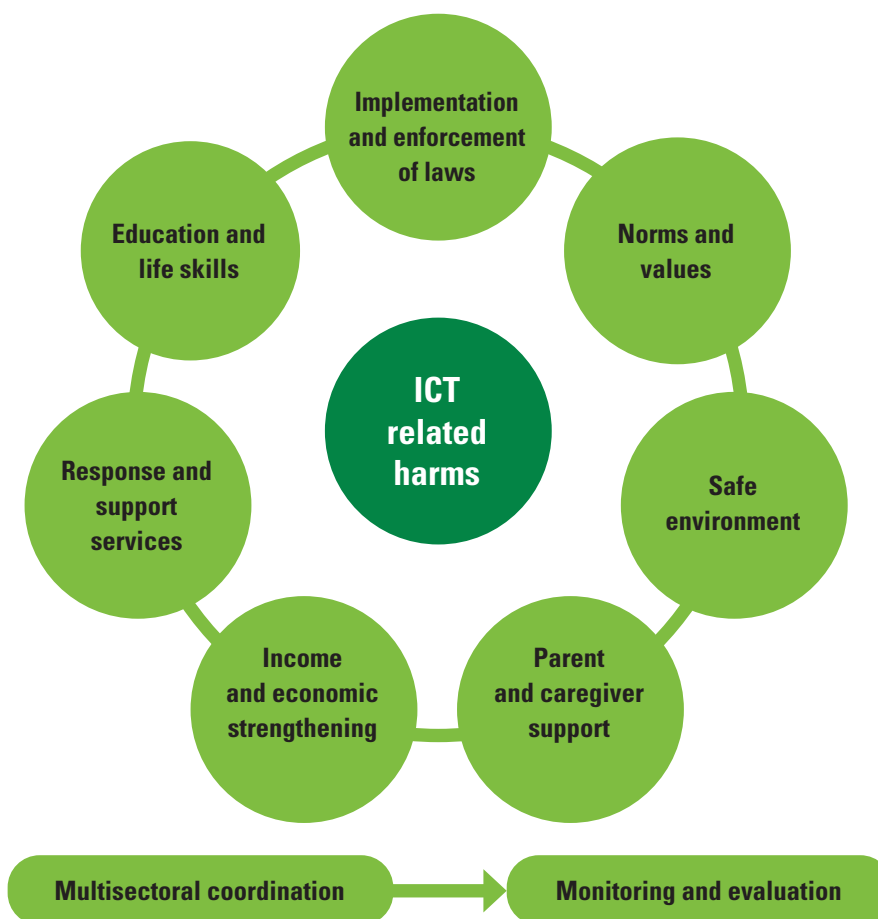 Implementation
and enforcement
of laws
Norms and
values
Safe
environment
Parent
and caregiver
support
Income
and economic
strengthening
Response and
support
services
Education and
life skills
ICT
related
harms
Multisectoral coordination
Monitoring and evaluation